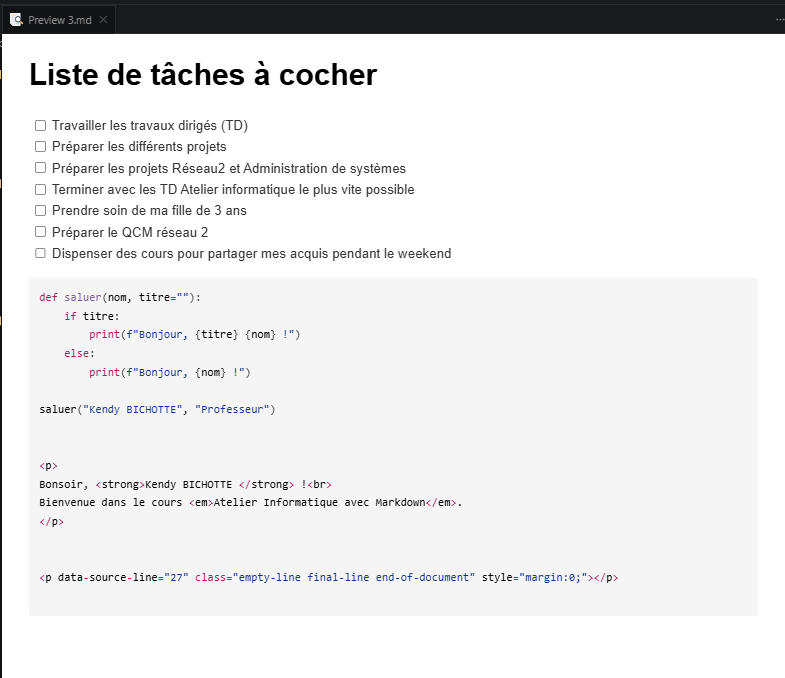 Preview 3.md
Liste de tâches à cocher
Travailler les travaux dirigés (TD)
Préparer les différents projets
Préparer les projets Réseau2 et Administration de systèmes
Terminer avec les TD Atelier informatique le plus vite possible
Prendre soin de ma fille de 3 ans
Préparer le QCM réseau 2
Dispenser des cours pour partager mes acquis pendant le weekend
def saluer(nom, titre=""):
    if titre:
        print(f"Bonjour, {titre} {nom} !")
    else:
        print(f"Bonjour, {nom} !")
saluer("Kendy BICHOTTE", "Professeur")
<p>
Bonsoir, <strong>Kendy BICHOTTE </strong> !<br>
Bienvenue dans le cours <em>Atelier Informatique avec Markdown</em>.
</p>
<p data-source-line="27" class="empty-line final-line end-of-document" style="margin:0;"></p>